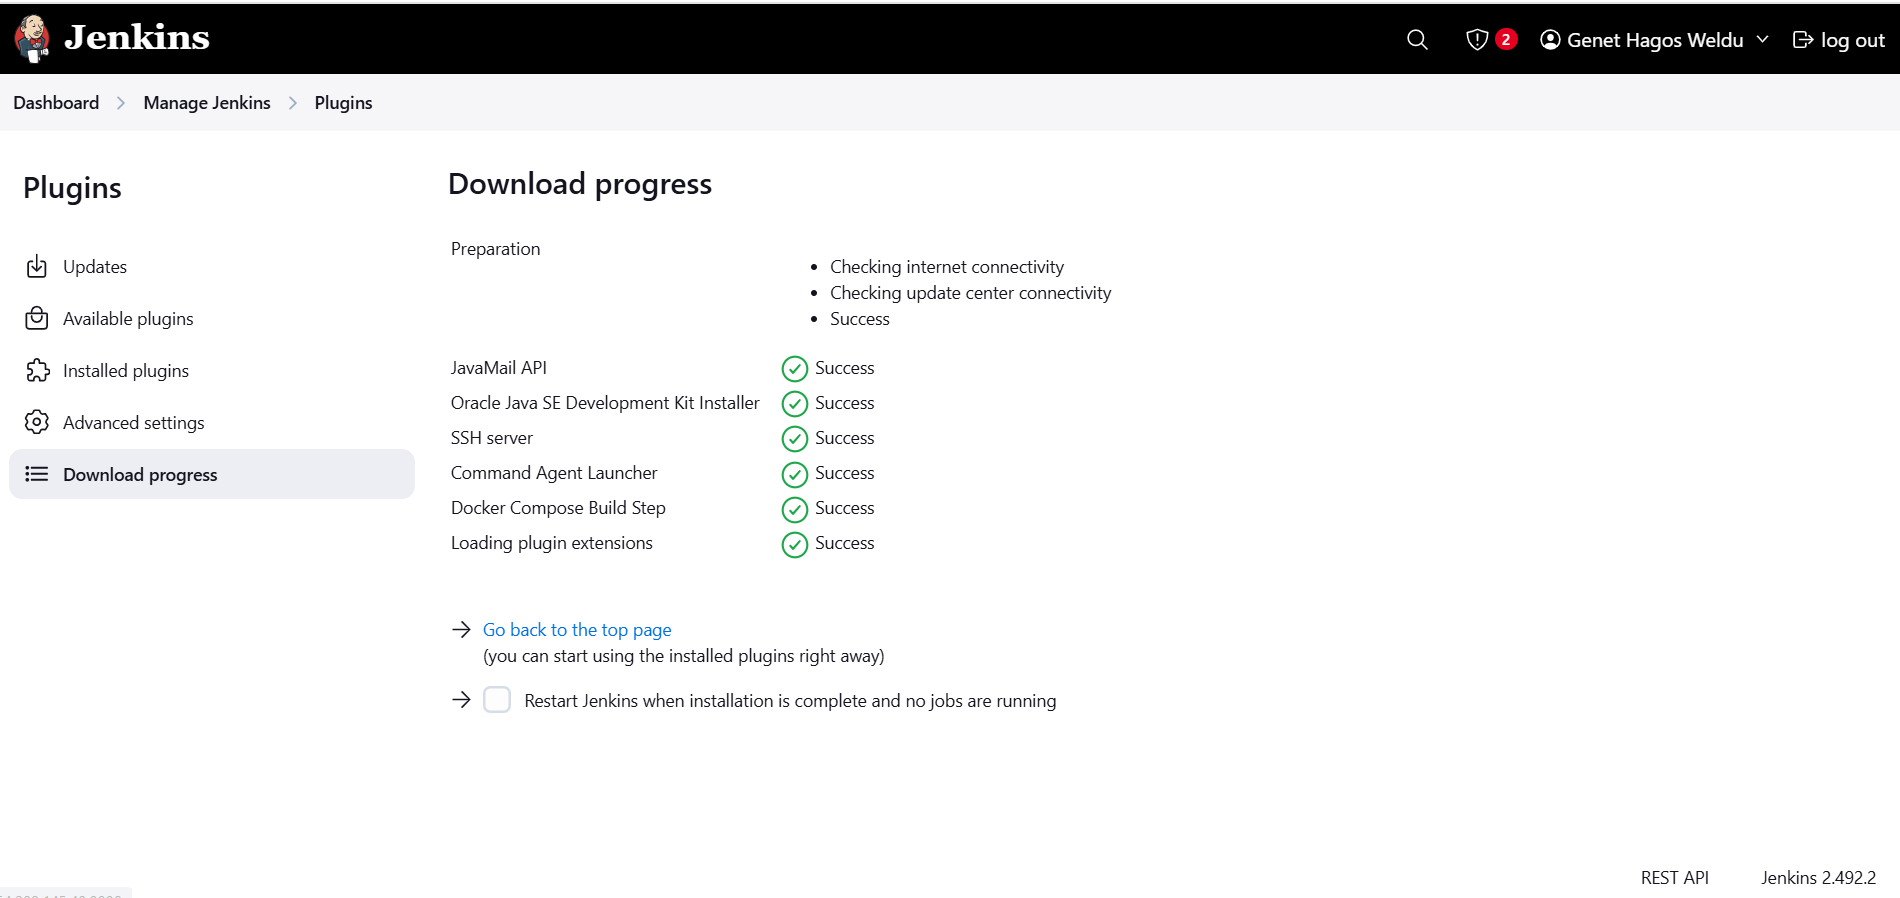 Jenkins
2
Genet Hagos Weldu
log out
Dashboard > Manage Jenkins > Plugins
Plugins
Updates
Available plugins
Installed plugins
Advanced settings
Download progress
Download progress
Preparation
• Checking internet connectivity
• Checking update center connectivity
• Success
JavaMail API Success
Oracle Java SE Development Kit Installer Success
SSH server Success
Command Agent Launcher Success
Docker Compose Build Step Success
Loading plugin extensions Success
→ Go back to the top page
(you can start using the installed plugins right away)
→ Restart Jenkins when installation is complete and no jobs are running
REST API Jenkins 2.492.2